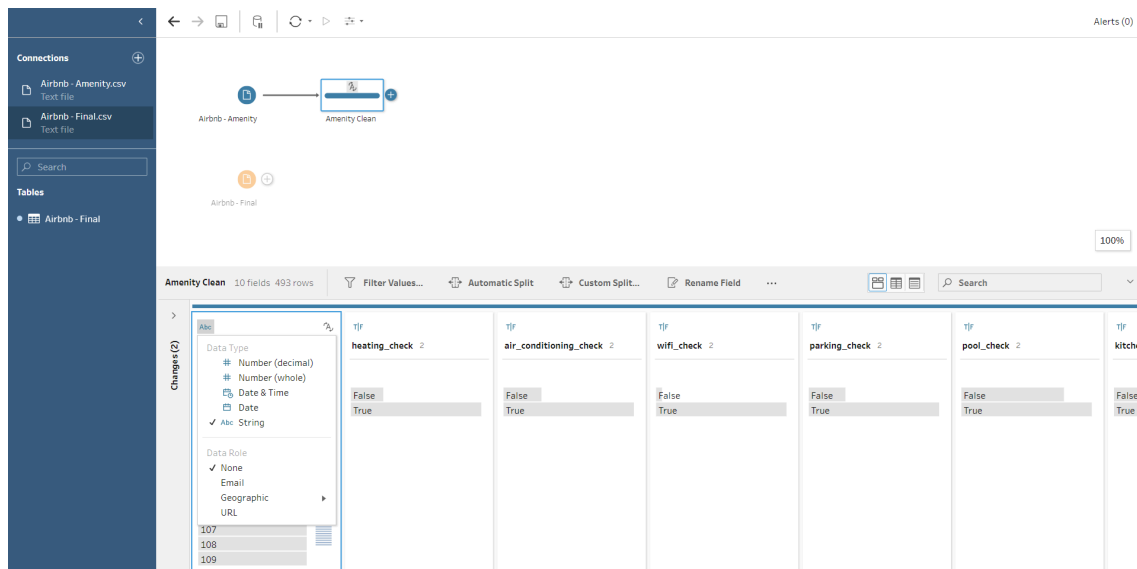 Alerts (0)
Connections
Airbnb - Amenity.csv
Text file
Airbnb - Final.csv
Text file
Search
Tables
Airbnb - Final
Airbnb - Amenity
Amenity Clean
Airbnb - Final
100%
Amenity Clean 10 fields 493 rows Filter Values... Automatic Split Custom Split... Rename Field ... Search
Changes (2)
Abc
Data Type
# Number (decimal)
# Number (whole)
Date & Time
Date
Abc String
Data Role
None
Email
Geographic
URL
107
108
109
T|F
heating_check 2
False
True
T|F
air_conditioning_check 2
False
True
T|F
wifi_check 2
False
True
T|F
parking_check 2
False
True
T|F
pool_check 2
False
True
T|F
kitche
False
True